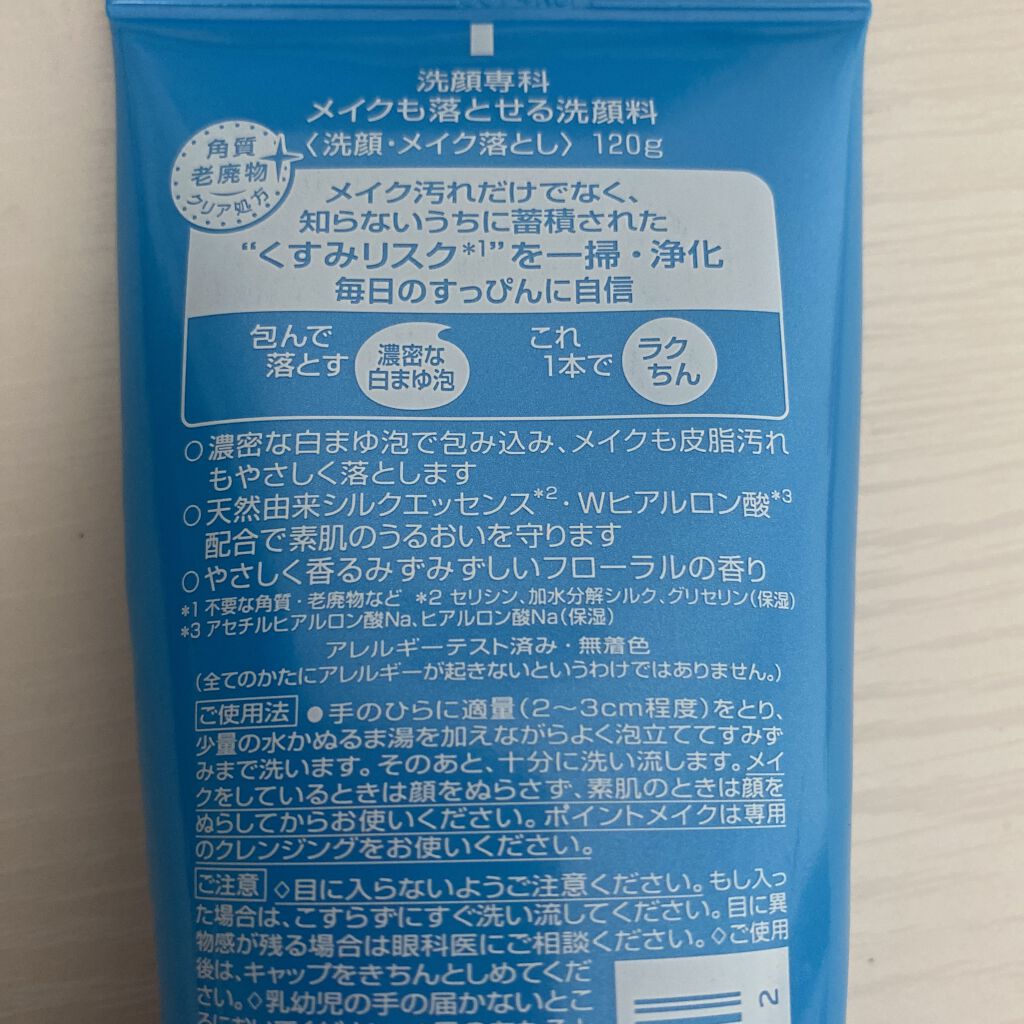 洗顔専科
メイクも落とせる洗顔料
〈洗顔・メイク落とし〉 120g
角質
老廃物
クリア処方
メイク汚れだけでなく、
知らないうちに蓄積された
“くすみリスク*1”を一掃・浄化
毎日のすっぴんに自信
包んで
落とす
濃密な
白まゆ泡
これ
1本で
ラク
ちん
○濃密な白まゆ泡で包み込み、メイクも皮脂汚れ
もやさしく落とします
○天然由来シルクエッセンス*2・Wヒアルロン酸*3
配合で素肌のうるおいを守ります
○やさしく香るみずみずしいフローラルの香り
*1 不要な角質・老廃物など *2 セリシン、加水分解シルク、グリセリン(保湿)
*3 アセチルヒアルロン酸Na、ヒアルロン酸Na(保湿)
アレルギーテスト済み・無着色
(全てのかたにアレルギーが起きないというわけではありません。)
ご使用法 ●手のひらに適量(2～3cm程度)をとり、
少量の水かぬるま湯を加えながらよく泡立ててすみず
みまで洗います。そのあと、十分に洗い流します。メイ
クをしているときは顔をぬらさず、素肌のときは顔を
ぬらしてからお使いください。ポイントメイクは専用
のクレンジングをお使いください。
ご注意 ◇目に入らないようご注意ください。もし入っ
た場合は、こすらずにすぐ洗い流してください。目に異
物感が残る場合は眼科医にご相談ください。◇ご使用
後は、キャップをきちんとしめてくだ
さい。◇乳幼児の手の届かないとこ
2